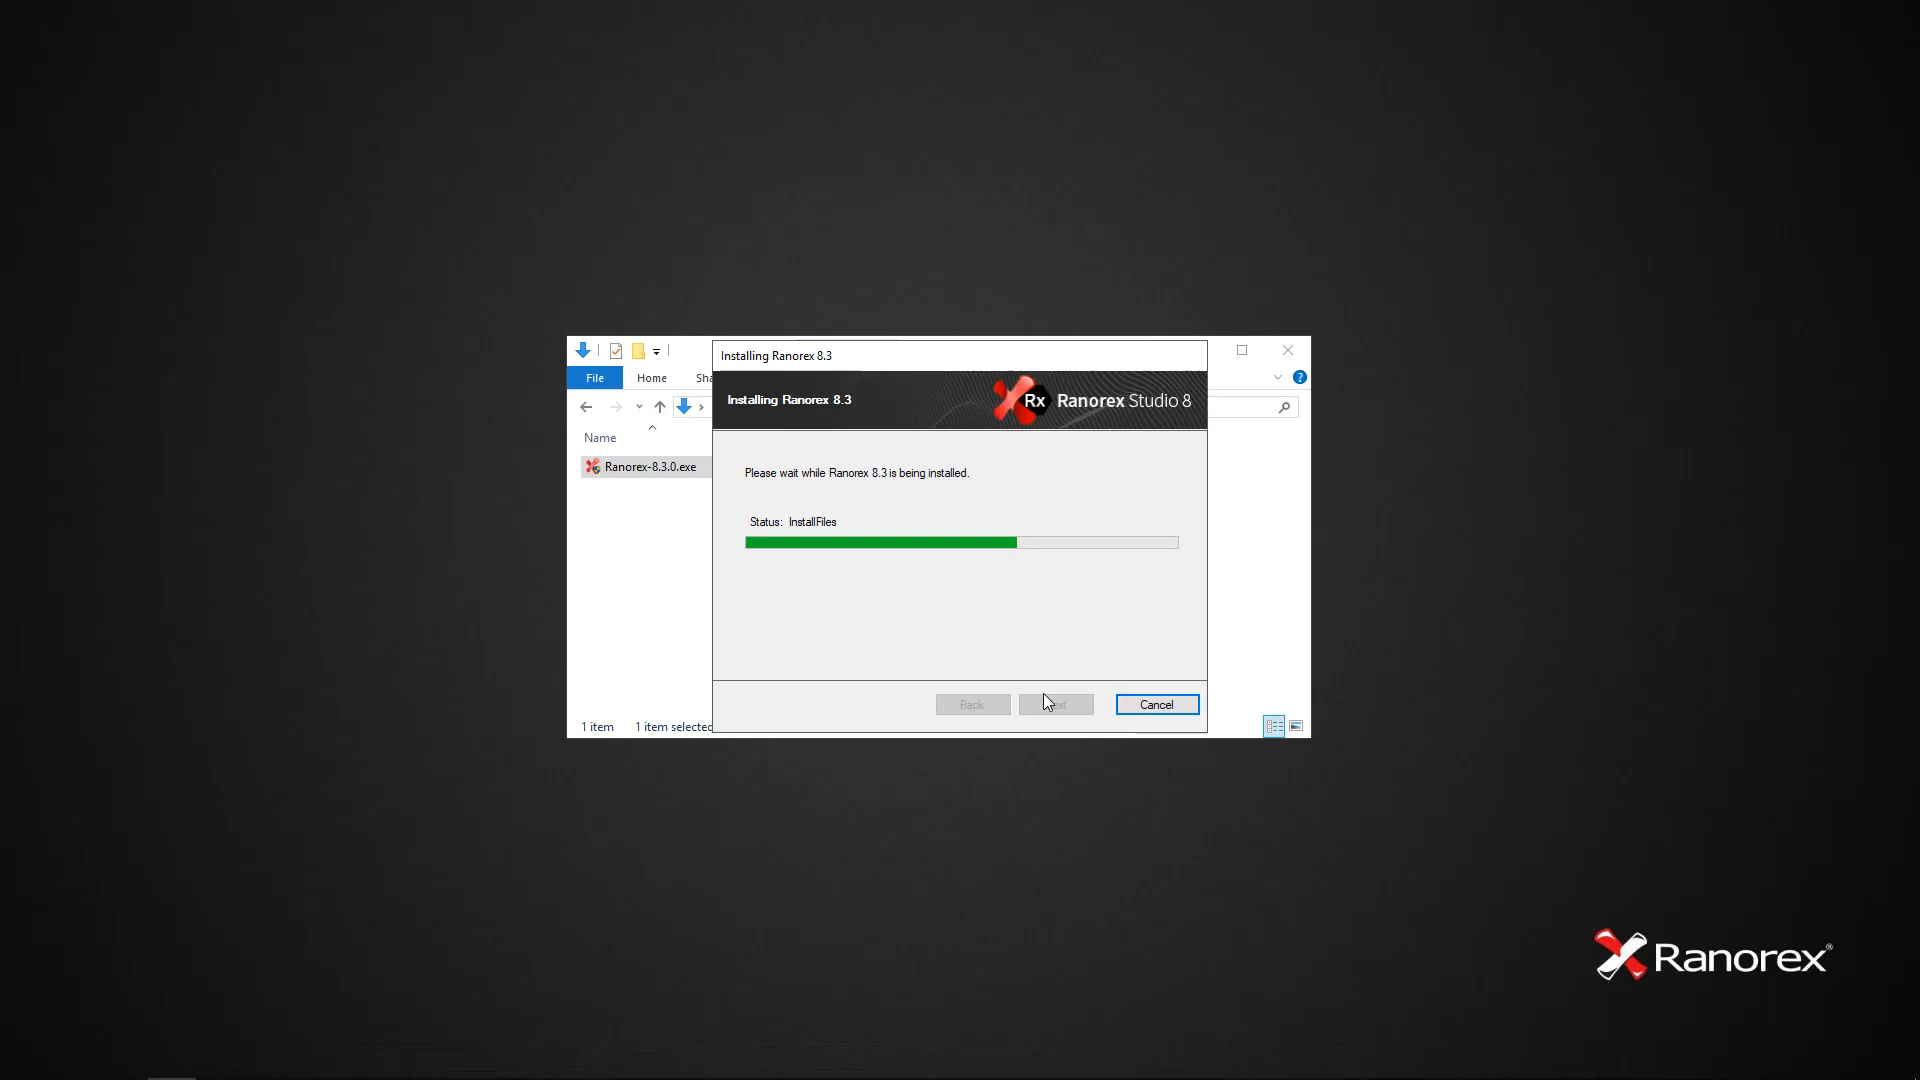 Installing Ranorex 8.3
File
Home
Sha
Installing Ranorex 8.3
Rx Ranorex Studio 8
Name
Ranorex-8.3.0.exe
Please wait while Ranorex 8.3 is being installed.
Status: InstallFiles
Back
Cancel
1 item
1 item selected
Ranorex®